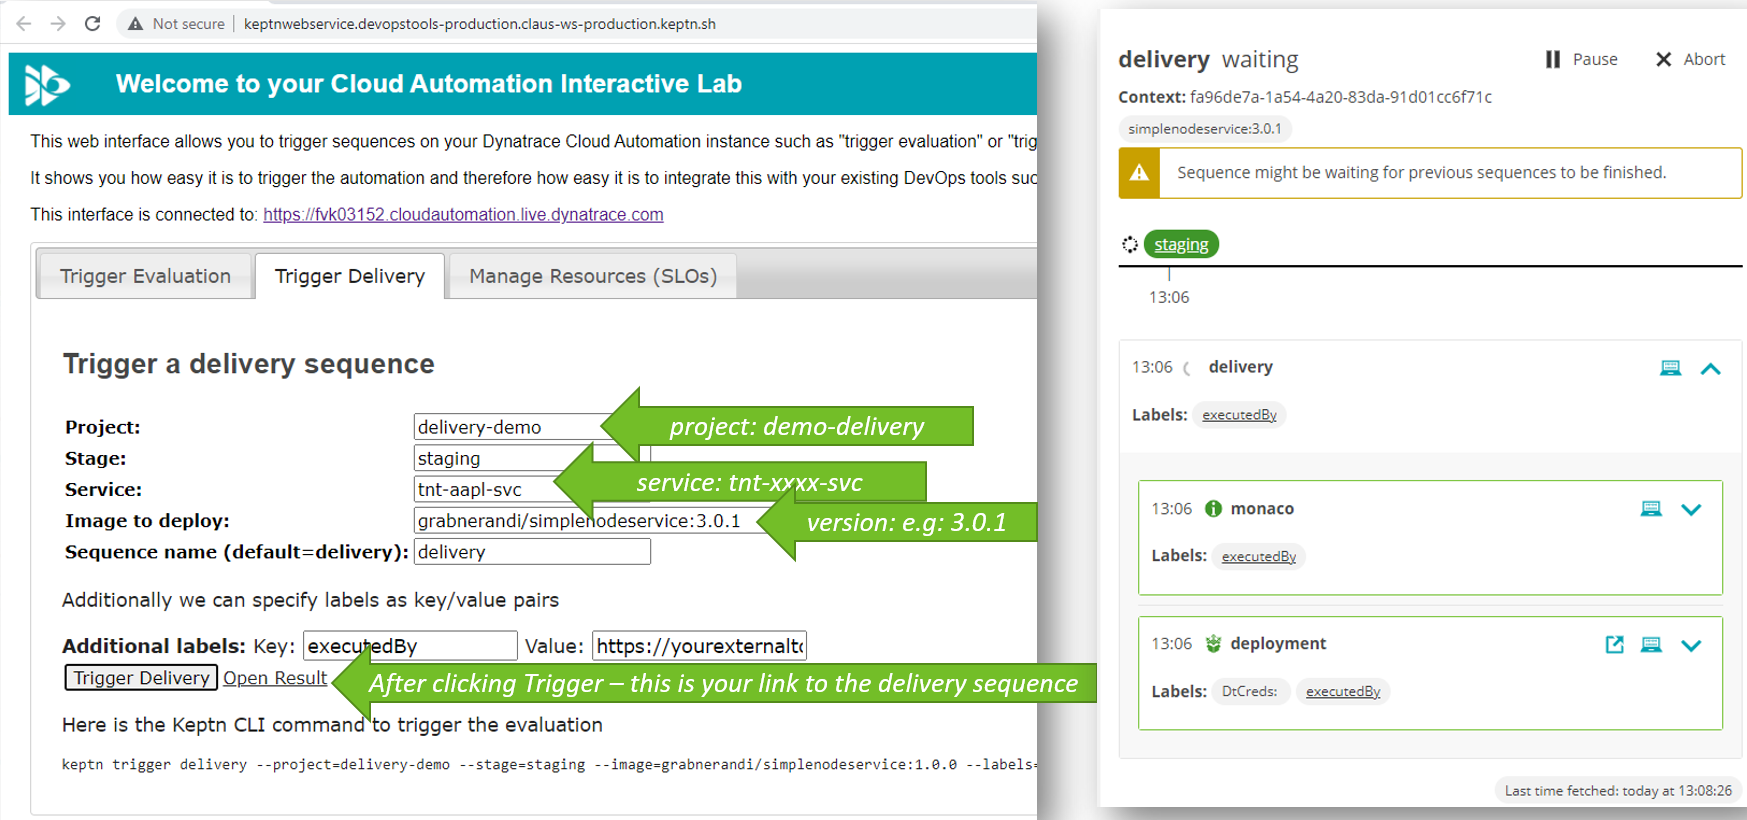 Not secure | keptnwebservice.devopstools-production.claus-ws-production.keptn.sh
Welcome to your Cloud Automation Interactive Lab
This web interface allows you to trigger sequences on your Dynatrace Cloud Automation instance such as "trigger evaluation" or "trig
It shows you how easy it is to trigger the automation and therefore how easy it is to integrate this with your existing DevOps tools suc
This interface is connected to: https://fvk03152.cloudautomation.live.dynatrace.com
Trigger Evaluation
Trigger Delivery
Manage Resources (SLOs)
Trigger a delivery sequence
Project: delivery-demo
project: demo-delivery
Stage: staging
Service: tnt-aapl-svc
service: tnt-xxxx-svc
Image to deploy: grabnerandi/simplenodeservice:3.0.1
version: e.g: 3.0.1
Sequence name (default=delivery): delivery
Additionally we can specify labels as key/value pairs
Additional labels: Key: executedBy Value: https://yourexternaltc
Trigger Delivery Open Result
After clicking Trigger – this is your link to the delivery sequence
Here is the Keptn CLI command to trigger the evaluation
keptn trigger delivery --project=delivery-demo --stage=staging --image=grabnerandi/simplenodeservice:1.0.0 --labels=
delivery waiting
Pause
Abort
Context: fa96de7a-1a54-4a20-83da-91d01cc6f71c
simplenodeservice:3.0.1
Sequence might be waiting for previous sequences to be finished.
staging
13:06
13:06 delivery
Labels: executedBy
13:06 monaco
Labels: executedBy
13:06 deployment
Labels: DtCreds: executedBy
Last time fetched: today at 13:08:26